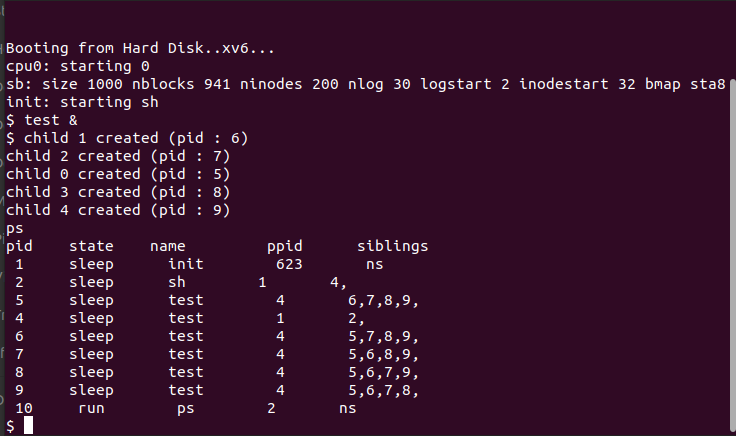 Booting from Hard Disk..xv6...
cpu0: starting 0
sb: size 1000 nblocks 941 ninodes 200 nlog 30 logstart 2 inodestart 32 bmap sta8
init: starting sh
$ test &
$ child 1 created (pid : 6)
child 2 created (pid : 7)
child 0 created (pid : 5)
child 3 created (pid : 8)
child 4 created (pid : 9)
ps
pid state name ppid siblings
1 sleep init 623 ns
2 sleep sh 1 4,
5 sleep test 4 6,7,8,9,
4 sleep test 1 2,
6 sleep test 4 5,7,8,9,
7 sleep test 4 5,6,8,9,
8 sleep test 4 5,6,7,9,
9 sleep test 4 5,6,7,8,
10 run ps 2 ns
$